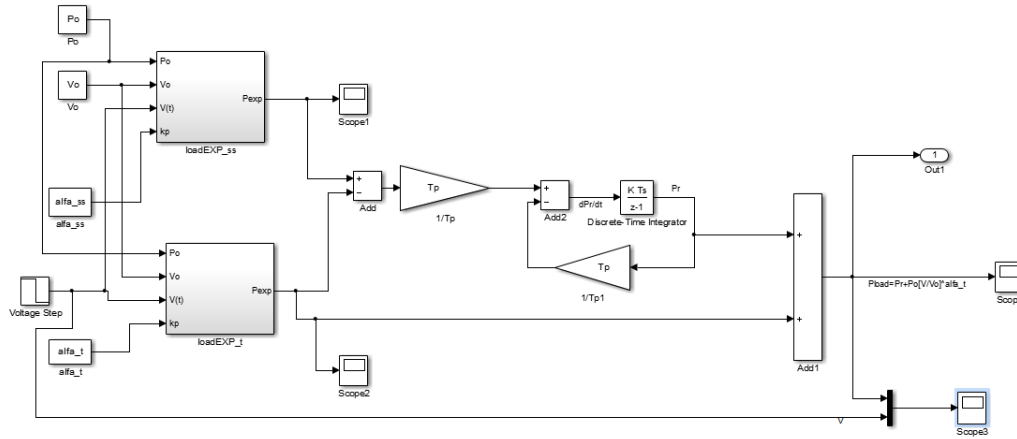 Po
Po
Vo
Vo
Po
Vo
V(t)
kp
Pexp
loadEXP_ss
Scope1
alfa_ss
alfa_ss
+
−
Add
Tp
1/Tp
+
−
Add2
dPr/dt
K Ts
z-1
Discrete-Time Integrator
Pr
Tp
1/Tp1
1
Out1
Voltage Step
Po
Vo
V(t)
kp
Pexp
loadEXP_t
alfa_t
alfa_t
Scope2
+
+
Add1
Pload=Pr+Po[V/Vo]^alfa_t
Scop
V
Scope3